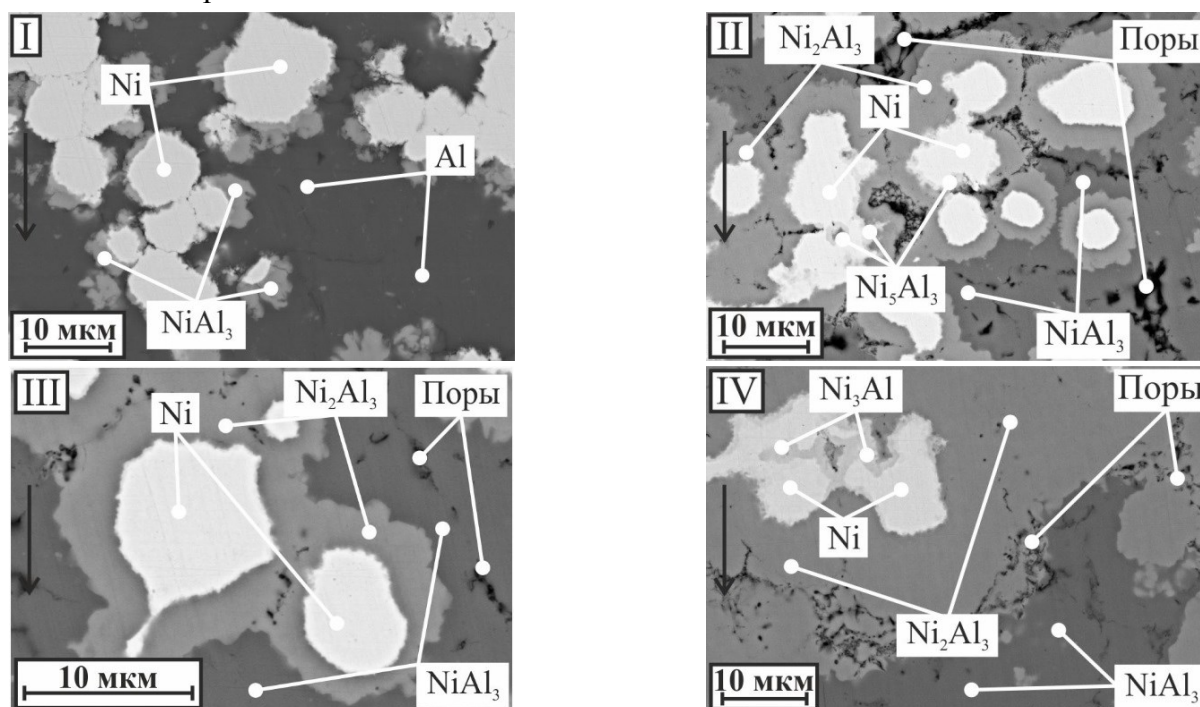 I
Ni
Al
NiAl₃
10 мкм
II
Ni₂Al₃
Поры
Ni
Ni₅Al₃
NiAl₃
10 мкм
III
Ni
Ni₂Al₃
Поры
10 мкм
NiAl₃
IV
Ni₃Al
Поры
Ni
Ni₂Al₃
10 мкм
NiAl₃